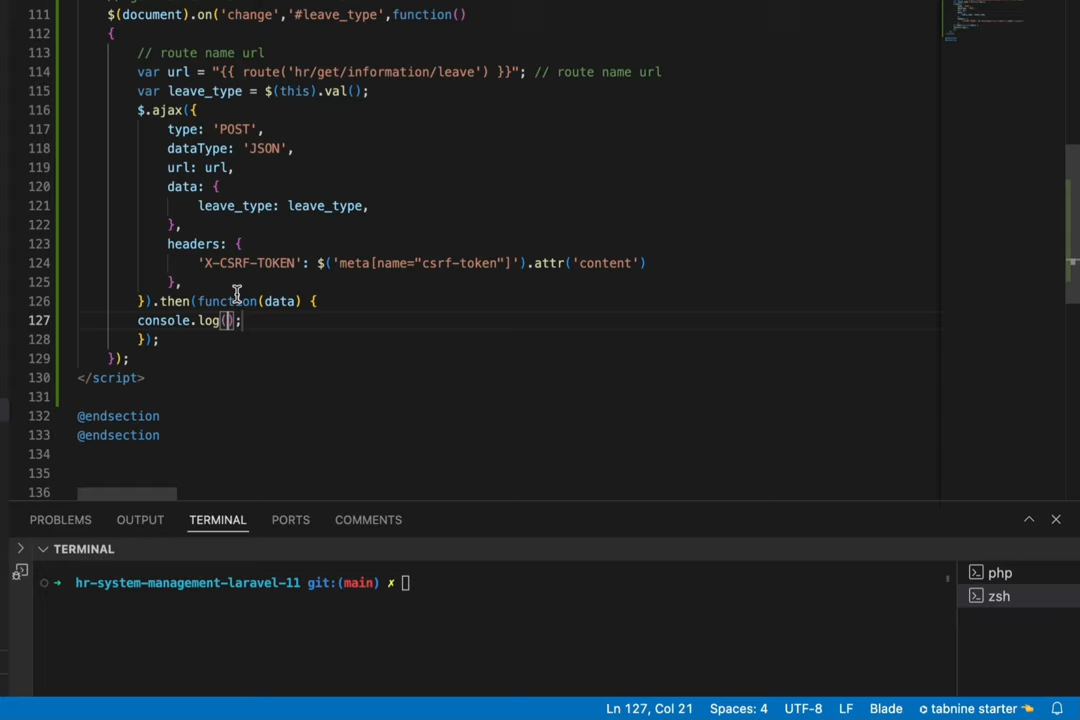 111 $(document).on('change','#leave_type',function()
112 {
113 // route name url
114 var url = "{{ route('hr/get/information/leave') }}"; // route name url
115 var leave_type = $(this).val();
116 $.ajax({
117 type: 'POST',
118 dataType: 'JSON',
119 url: url,
120 data: {
121 leave_type: leave_type,
122 },
123 headers: {
124 'X-CSRF-TOKEN': $('meta[name="csrf-token"]').attr('content')
125 },
126 }).then(function(data) {
127 console.log();
128 });
129 });
130 </script>
131
132 @endsection
133 @endsection
134
135
136
PROBLEMS OUTPUT TERMINAL PORTS COMMENTS
TERMINAL
hr-system-management-laravel-11 git:(main) ✗
php
zsh
Ln 127, Col 21 Spaces: 4 UTF-8 LF Blade tabnine starter